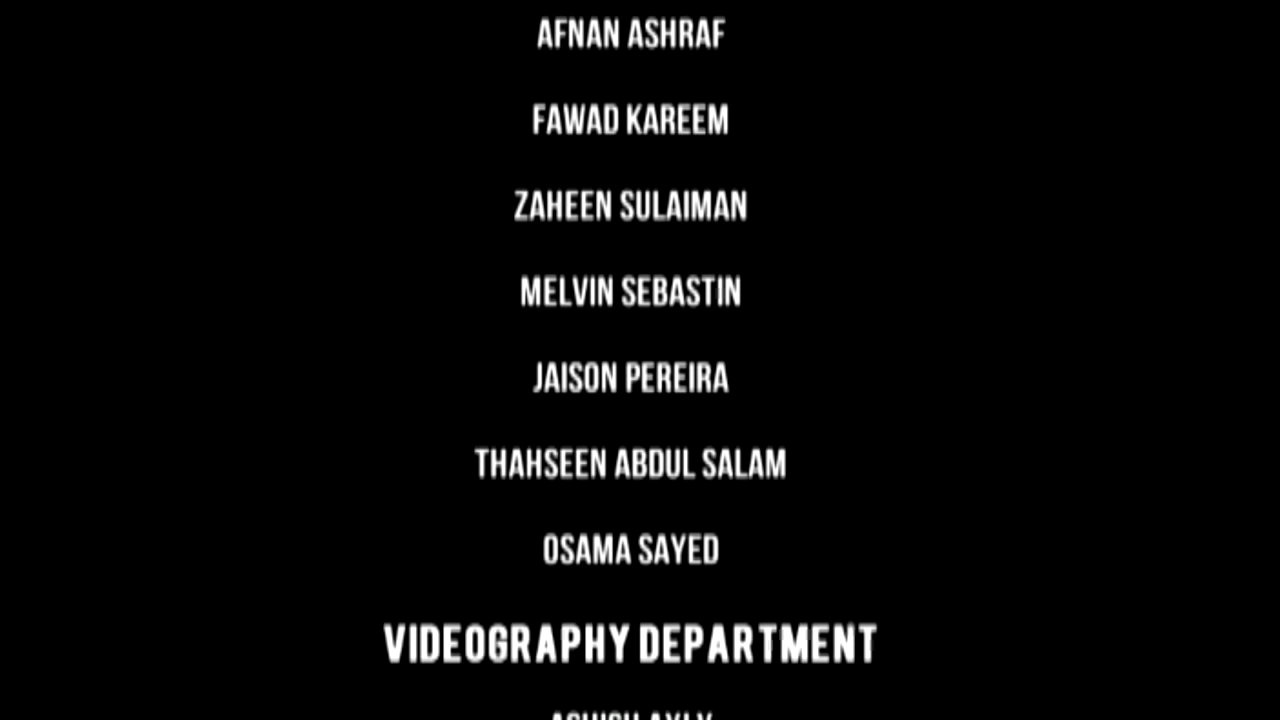 AFNAN ASHRAF
FAWAD KAREEM
ZAHEEN SULAIMAN
MELVIN SEBASTIN
JAISON PEREIRA
THAHSEEN ABDUL SALAM
OSAMA SAYED
VIDEOGRAPHY DEPARTMENT